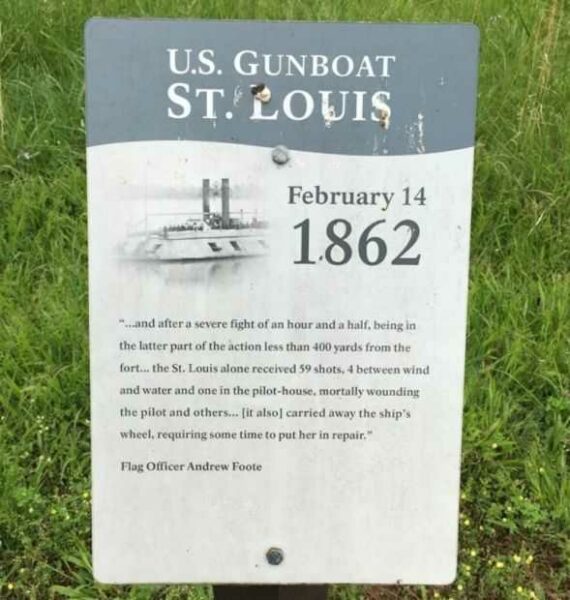 U.S. GUNBOAT
ST. LOUIS
February 14
1862
"...and after a severe fight of an hour and a half, being in
the latter part of the action less than 400 yards from the
fort... the St. Louis alone received 59 shots, 4 between wind
and water and one in the pilot-house, mortally wounding
the pilot and others... [it also] carried away the ship's
wheel, requiring some time to put her in repair."
Flag Officer Andrew Foote